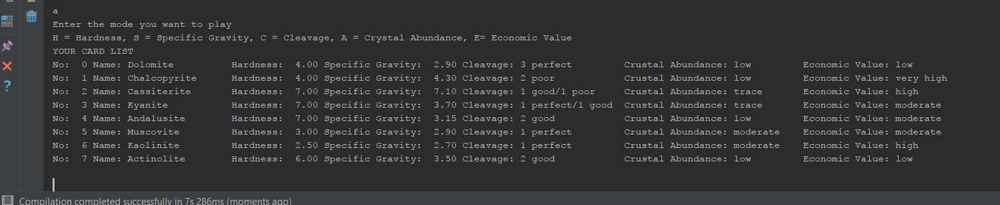 a
Enter the mode you want to play
H = Hardness, S = Specific Gravity, C = Cleavage, A = Crystal Abundance, E= Economic Value
YOUR CARD LIST
No:  0 Name: Dolomite          Hardness:  4.00 Specific Gravity:  2.90 Cleavage: 3 perfect         Crustal Abundance: low         Economic Value: low
No:  1 Name: Chalcopyrite      Hardness:  4.00 Specific Gravity:  4.30 Cleavage: 2 poor            Crustal Abundance: low         Economic Value: very high
No:  2 Name: Cassiterite       Hardness:  7.00 Specific Gravity:  7.10 Cleavage: 1 good/1 poor     Crustal Abundance: trace       Economic Value: high
No:  3 Name: Kyanite           Hardness:  7.00 Specific Gravity:  3.70 Cleavage: 1 perfect/1 good  Crustal Abundance: trace       Economic Value: moderate
No:  4 Name: Andalusite        Hardness:  7.00 Specific Gravity:  3.15 Cleavage: 2 good            Crustal Abundance: low         Economic Value: moderate
No:  5 Name: Muscovite         Hardness:  3.00 Specific Gravity:  2.90 Cleavage: 1 perfect         Crustal Abundance: moderate    Economic Value: moderate
No:  6 Name: Kaolinite         Hardness:  2.50 Specific Gravity:  2.70 Cleavage: 1 perfect         Crustal Abundance: moderate    Economic Value: high
No:  7 Name: Actinolite        Hardness:  6.00 Specific Gravity:  3.50 Cleavage: 2 good            Crustal Abundance: low         Economic Value: low
Compilation completed successfully in 7s 286ms (moments ago)